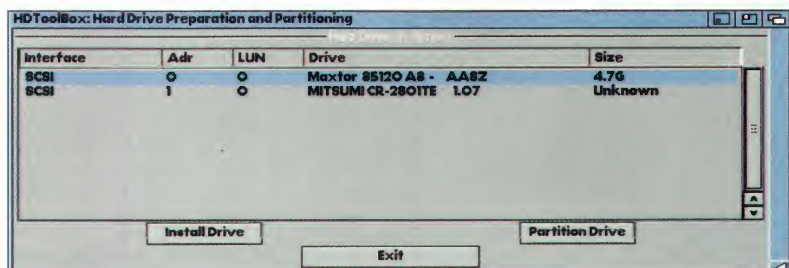 HDToolBox: Hard Drive Preparation and Partitioning
Interface Adr LUN Drive Size
SCSI 0 0 Maxtor 85120 A8 - AA8Z 4.7G
SCSI 1 0 MITSUMI CR-2801TE 1.07 Unknown
Install Drive Partition Drive
Exit